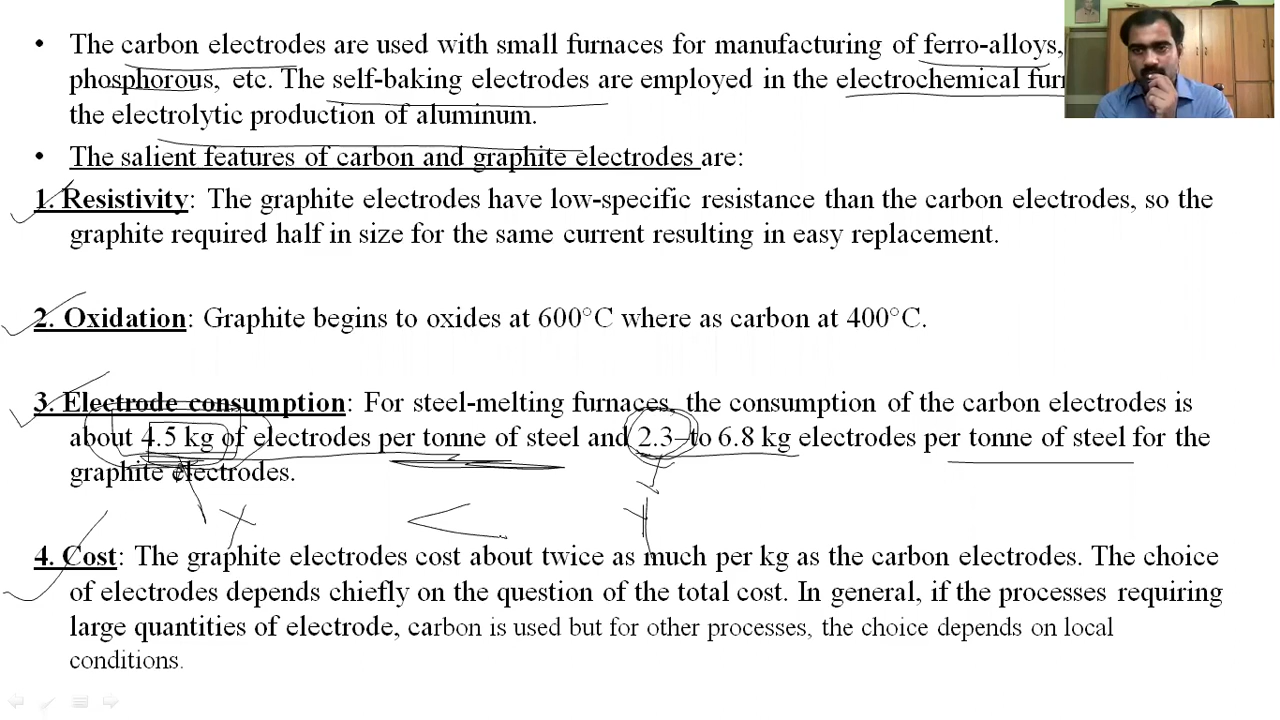 • The carbon electrodes are used with small furnaces for manufacturing of ferro-alloys,
phosphorous, etc. The self-baking electrodes are employed in the electrochemical
the electrolytic production of aluminum.
• The salient features of carbon and graphite electrodes are:
1. Resistivity: The graphite electrodes have low-specific resistance than the carbon electrodes, so the
graphite required half in size for the same current resulting in easy replacement.
2. Oxidation: Graphite begins to oxides at 600°C where as carbon at 400°C.
3. Electrode consumption: For steel-melting furnaces, the consumption of the carbon electrodes is
about 4.5 kg of electrodes per tonne of steel and 2.3–to 6.8 kg electrodes per tonne of steel for the
graphite electrodes.
4. Cost: The graphite electrodes cost about twice as much per kg as the carbon electrodes. The choice
of electrodes depends chiefly on the question of the total cost. In general, if the processes requiring
large quantities of electrode, carbon is used but for other processes, the choice depends on local
conditions.